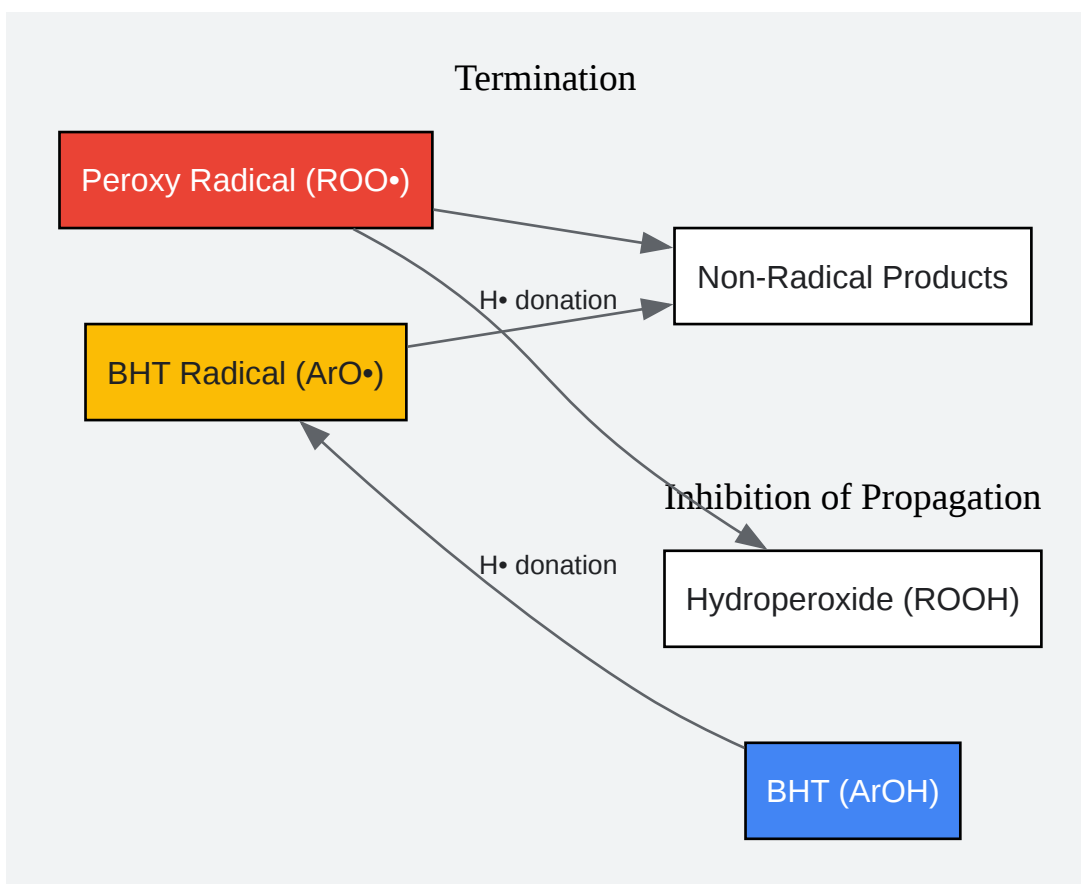 Termination
Peroxy Radical (ROO•)
Non-Radical Products
H• donation
BHT Radical (ArO•)
Inhibition of Propagation
H• donation
Hydroperoxide (ROOH)
BHT (ArOH)